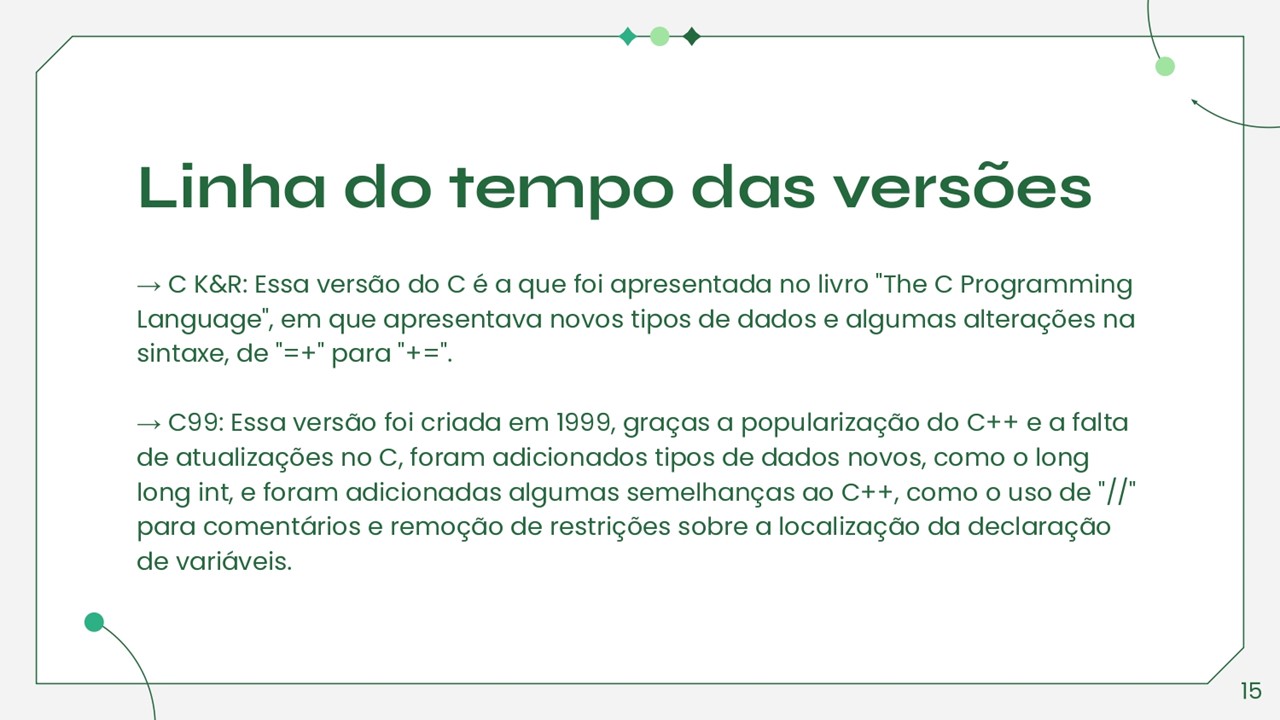 Linha do tempo das versões
→ C K&R: Essa versão do C é a que foi apresentada no livro "The C Programming
Language", em que apresentava novos tipos de dados e algumas alterações na
sintaxe, de "=+" para "+=".
→ C99: Essa versão foi criada em 1999, graças a popularização do C++ e a falta
de atualizações no C, foram adicionados tipos de dados novos, como o long
long int, e foram adicionadas algumas semelhanças ao C++, como o uso de "//"
para comentários e remoção de restrições sobre a localização da declaração
de variáveis.
15